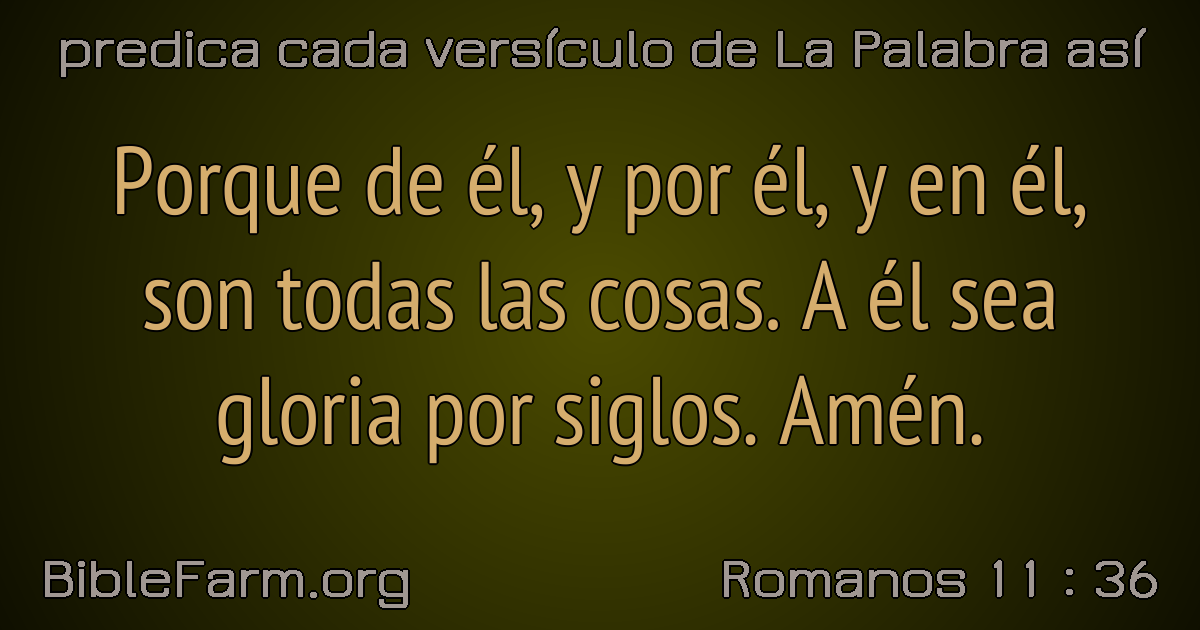 predica cada versículo de La Palabra así
Porque de él, y por él, y en él,
son todas las cosas. A él sea
gloria por siglos. Amén.
BibleFarm.org
Romanos 11 : 36